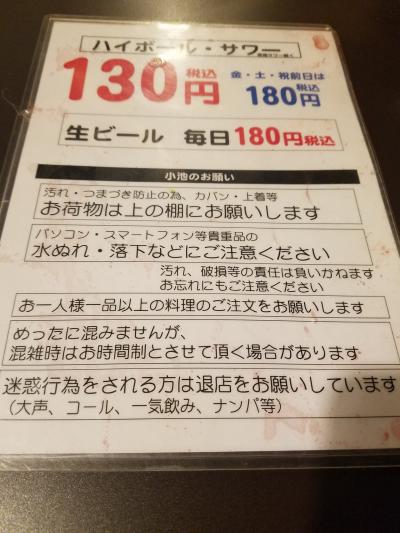 ハイボール・サワー
130円税込
金・土・祝前日は
180円税込
生ビール 毎日180円税込
小池のお願い
汚れ・つまづき防止の為、カバン・上着等
お荷物は上の棚にお願いします
パソコン・スマートフォン等貴重品の
水ぬれ・落下などにご注意ください
汚れ、破損等の責任は負いかねます
お忘れにもご注意ください
お一人様一品以上の料理のご注文をお願いします
めったに混みませんが、
混雑時はお時間制とさせて頂く場合があります
迷惑行為をされる方は退店をお願いしています
（大声、コール、一気飲み、ナンパ等）